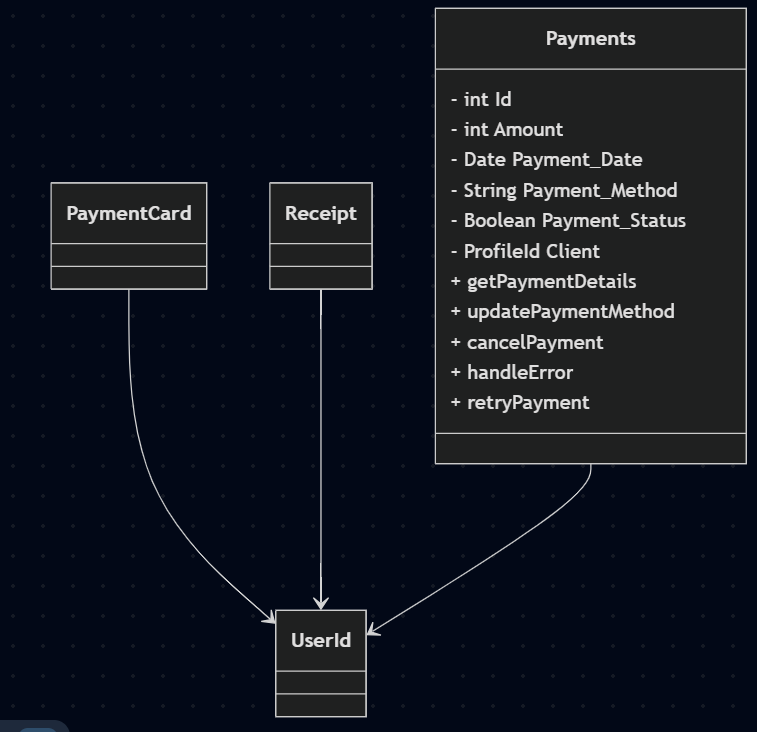 Payments
- int Id
- int Amount
- Date Payment_Date
- String Payment_Method
- Boolean Payment_Status
- ProfileId Client
+ getPaymentDetails
+ updatePaymentMethod
+ cancelPayment
+ handleError
+ retryPayment
PaymentCard
Receipt
UserId